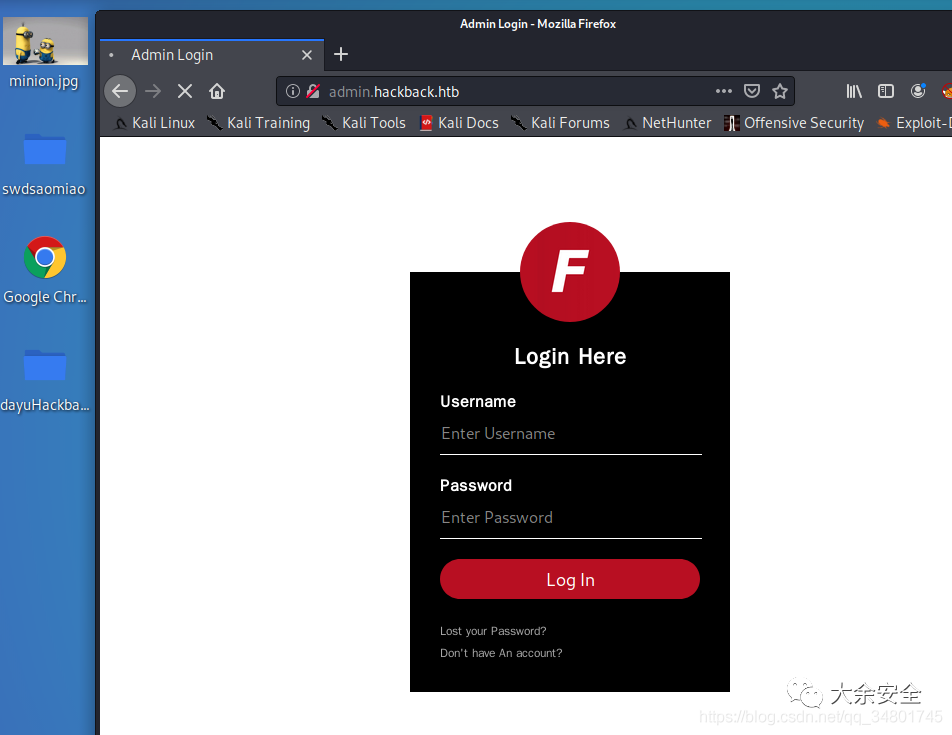 Admin Login - Mozilla Firefox
Admin Login
admin.hackback.htb
Kali Linux Kali Training Kali Tools Kali Docs Kali Forums NetHunter Offensive Security Exploit-D
minion.jpg
swdsaomiao
Google Chr...
dayuHackba...
F
Login Here
Username
Enter Username
Password
Enter Password
Log In
Lost your Password?
Don't have An account?
大余安全
https://blog.csdn.net/qq_34801745